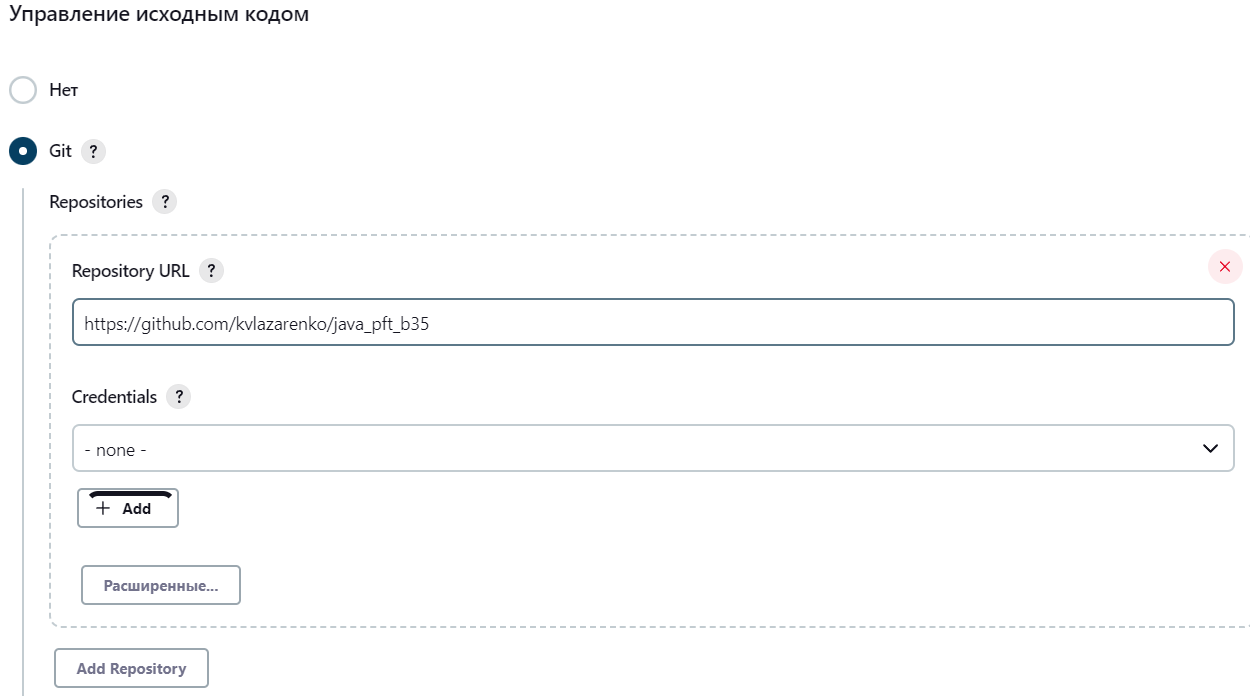 Управление исходным кодом
Нет
Git ?
Repositories ?
Repository URL ?
https://github.com/kvlazarenko/java_pft_b35
Credentials ?
- none -
+ Add
Расширенные...
Add Repository